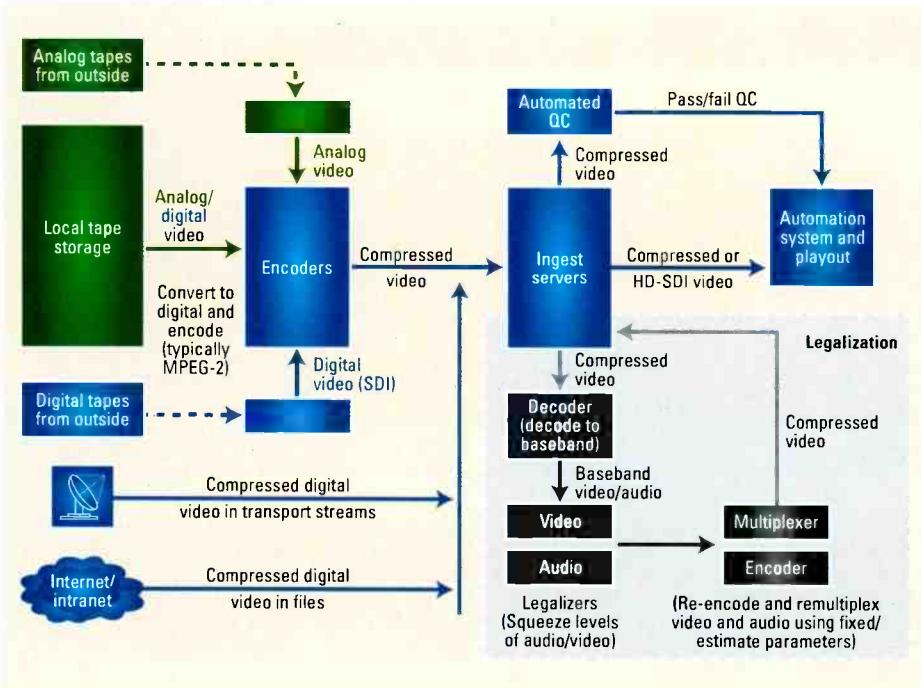 Analog tapes
from outside
Local tape
storage
Analog/
digital
video
Convert to
digital and
encode
(typically
MPEG-2)
Digital tapes
from outside
Analog
video
Encoders
Digital
video (SDI)
Compressed
video
Compressed digital
video in transport streams
Internet/
intranet
Compressed digital
video in files
Automated
QC
Pass/fail QC
Compressed
video
Ingest
servers
Compressed or
HD-SDI video
Automation
system and
playout
Legalization
Compressed
video
Decoder
(decode to
baseband)
Baseband
video/audio
Video
Audio
Legalizers
(Squeeze levels
of audio/video)
Compressed
video
Multiplexer
Encoder
(Re-encode and remultiplex
video and audio using fixed/
estimate parameters)